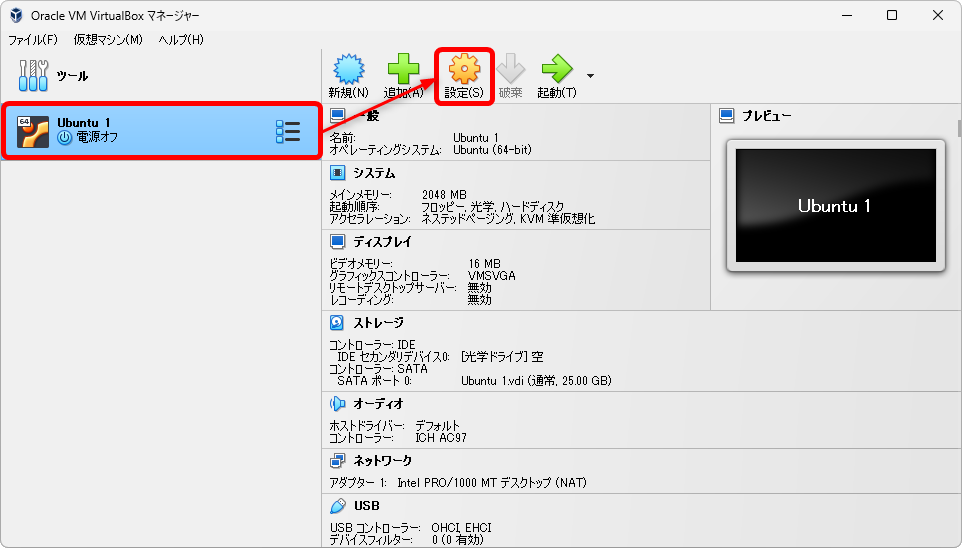 Oracle VM VirtualBox マネージャー
ファイル(F) 仮想マシン(M) ヘルプ(H)
ツール
新規(N) 追加(A) 設定(S) 破棄 起動(T)
64
Ubuntu 1
電源オフ
一般
名前: Ubuntu 1
オペレーティングシステム: Ubuntu (64-bit)
プレビュー
Ubuntu 1
システム
メインメモリー: 2048 MB
起動順序: フロッピー, 光学, ハードディスク
アクセラレーション: ネステッドページング, KVM 準仮想化
ディスプレイ
ビデオメモリー: 16 MB
グラフィックスコントローラー: VMSVGA
リモートデスクトップサーバー: 無効
レコーディング: 無効
ストレージ
コントローラー: IDE
IDE セカンダリデバイス0: [光学ドライブ] 空
コントローラー: SATA
SATA ポート 0: Ubuntu 1.vdi (通常, 25.00 GB)
オーディオ
ホストドライバー: デフォルト
コントローラー: ICH AC97
ネットワーク
アダプター 1: Intel PRO/1000 MT デスクトップ (NAT)
USB
USB コントローラー: OHCI, EHCI
デバイスフィルター: 0 (0 有効)